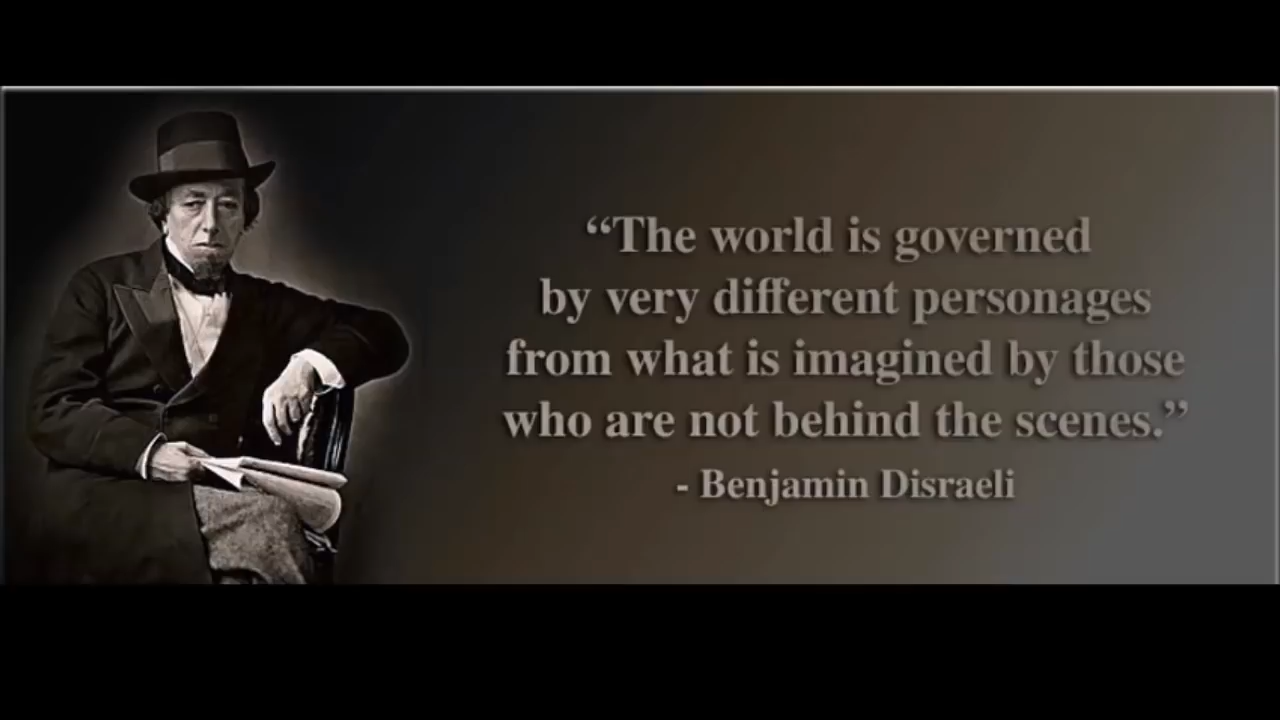 “The world is governed
by very different personages
from what is imagined by those
who are not behind the scenes.”
- Benjamin Disraeli